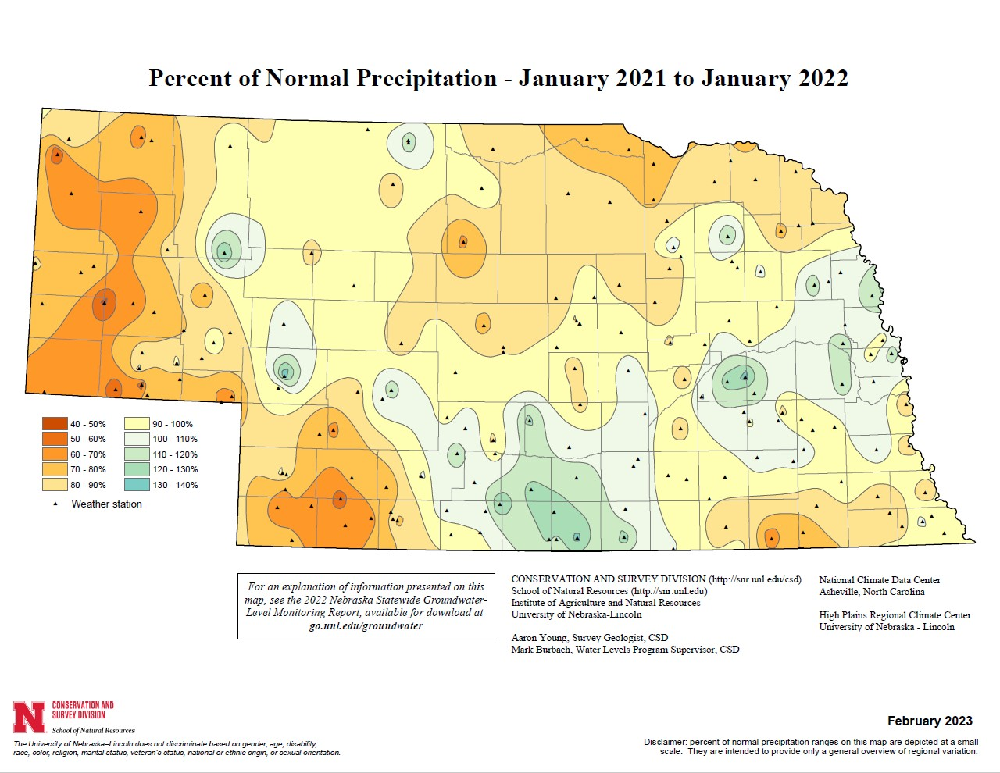 Percent of Normal Precipitation - January 2021 to January 2022
40 - 50%
50 - 60%
60 - 70%
70 - 80%
80 - 90%
90 - 100%
100 - 110%
110 - 120%
120 - 130%
130 - 140%
Weather station
For an explanation of information presented on this
map, see the 2022 Nebraska Statewide Groundwater-
Level Monitoring Report, available for download at
go.unl.edu/groundwater
CONSERVATION AND SURVEY DIVISION (http://snr.unl.edu/csd)
School of Natural Resources (http://snr.unl.edu)
Institute of Agriculture and Natural Resources
University of Nebraska-Lincoln
Aaron Young, Survey Geologist, CSD
Mark Burbach, Water Levels Program Supervisor, CSD
National Climate Data Center
Asheville, North Carolina
High Plains Regional Climate Center
University of Nebraska - Lincoln
N
CONSERVATION AND
SURVEY DIVISION
School of Natural Resources
The University of Nebraska–Lincoln does not discriminate based on gender, age, disability,
race, color, religion, marital status, veteran's status, national or ethnic origin, or sexual orientation.
February 2023
Disclaimer: percent of normal precipitation ranges on this map are depicted at a small
scale. They are intended to provide only a general overview of regional variation.